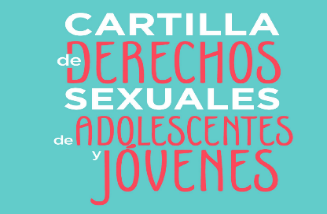 CARTILLA
de DERECHOS
SEXUALES
de ADOLESCENTES
y JÓVENES